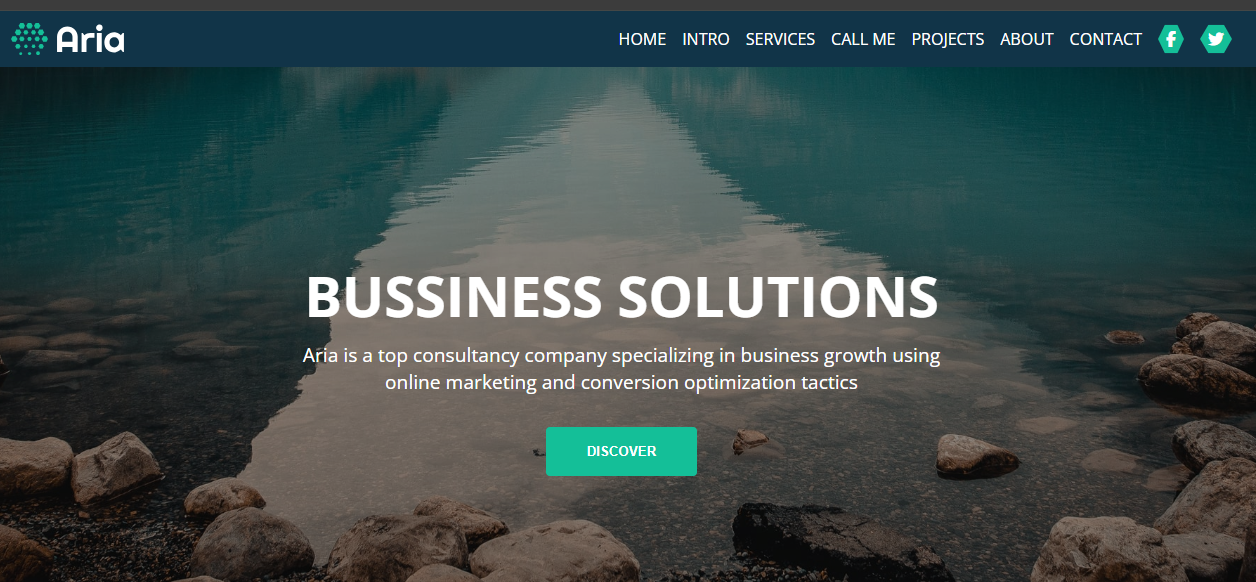 Aria
HOME INTRO SERVICES CALL ME PROJECTS ABOUT CONTACT
BUSSINESS SOLUTIONS
Aria is a top consultancy company specializing in business growth using
online marketing and conversion optimization tactics
DISCOVER